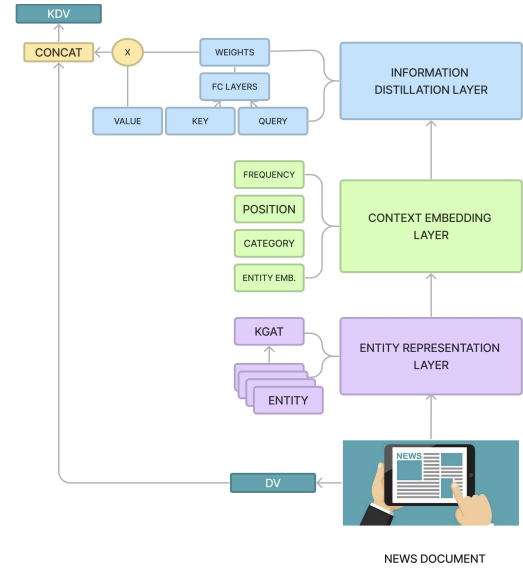 KDV
CONCAT
X
WEIGHTS
FC LAYERS
VALUE
KEY
QUERY
INFORMATION
DISTILLATION LAYER
FREQUENCY
POSITION
CATEGORY
ENTITY EMB.
CONTEXT EMBEDDING
LAYER
KGAT
ENTITY
ENTITY REPRESENTATION
LAYER
DV
NEWS
NEWS DOCUMENT